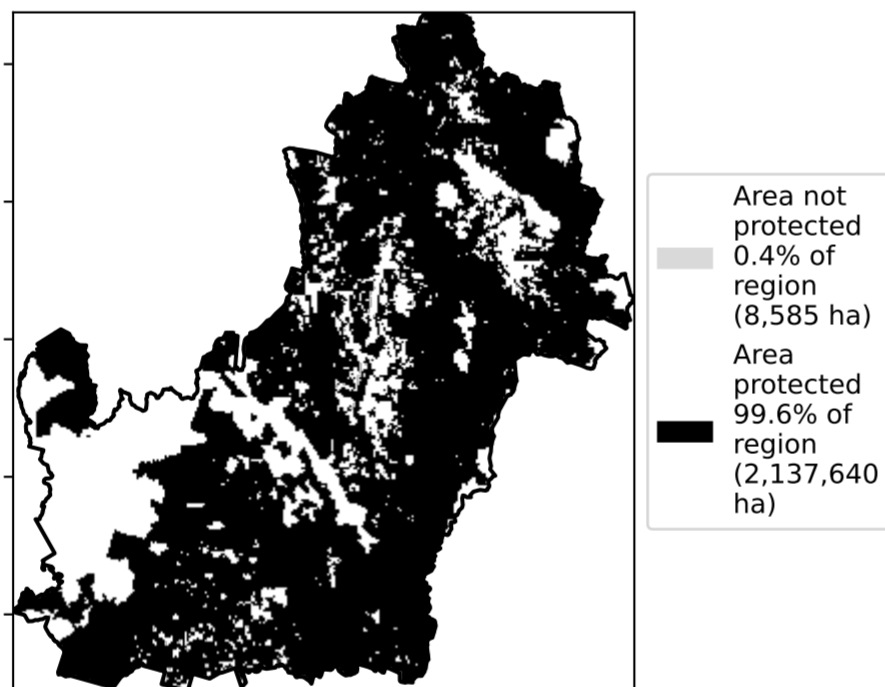 Area not
protected
0.4% of
region
(8,585 ha)
Area
protected
99.6% of
region
(2,137,640
ha)